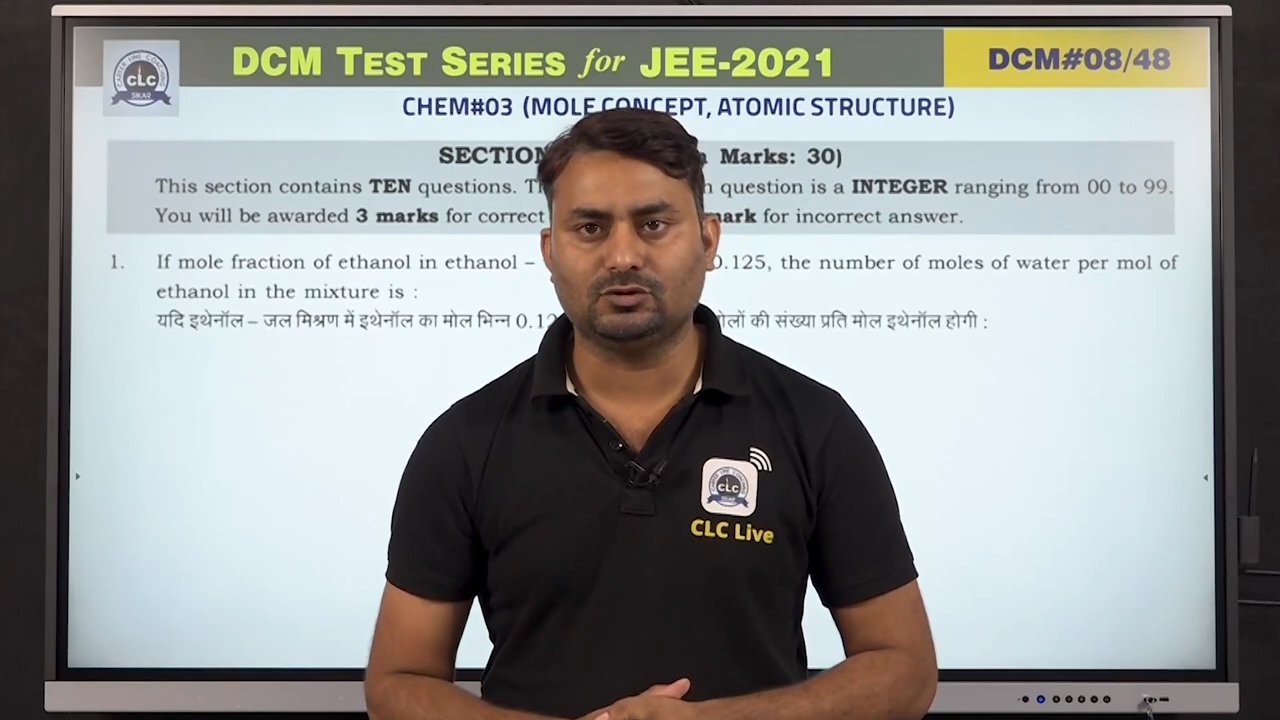 DCM TEST SERIES for JEE-2021
DCM#08/48
CAREER LINE COACHING
CLC
SIKAR
CHEM#03 (MOLE CONCEPT, ATOMIC STRUCTURE)
SECTION Marks: 30)
This section contains TEN questions. question is a INTEGER ranging from 00 to 99.
You will be awarded 3 marks for correct for incorrect answer.
1. If mole fraction of ethanol in ethanol – 0.125, the number of moles of water per mol of
ethanol in the mixture is :
यदि इथेनॉल – जल मिश्रण में इथेनॉल का मोल भिन्न की संख्या प्रति मोल इथेनॉल होगी :
CLC
CLC Live